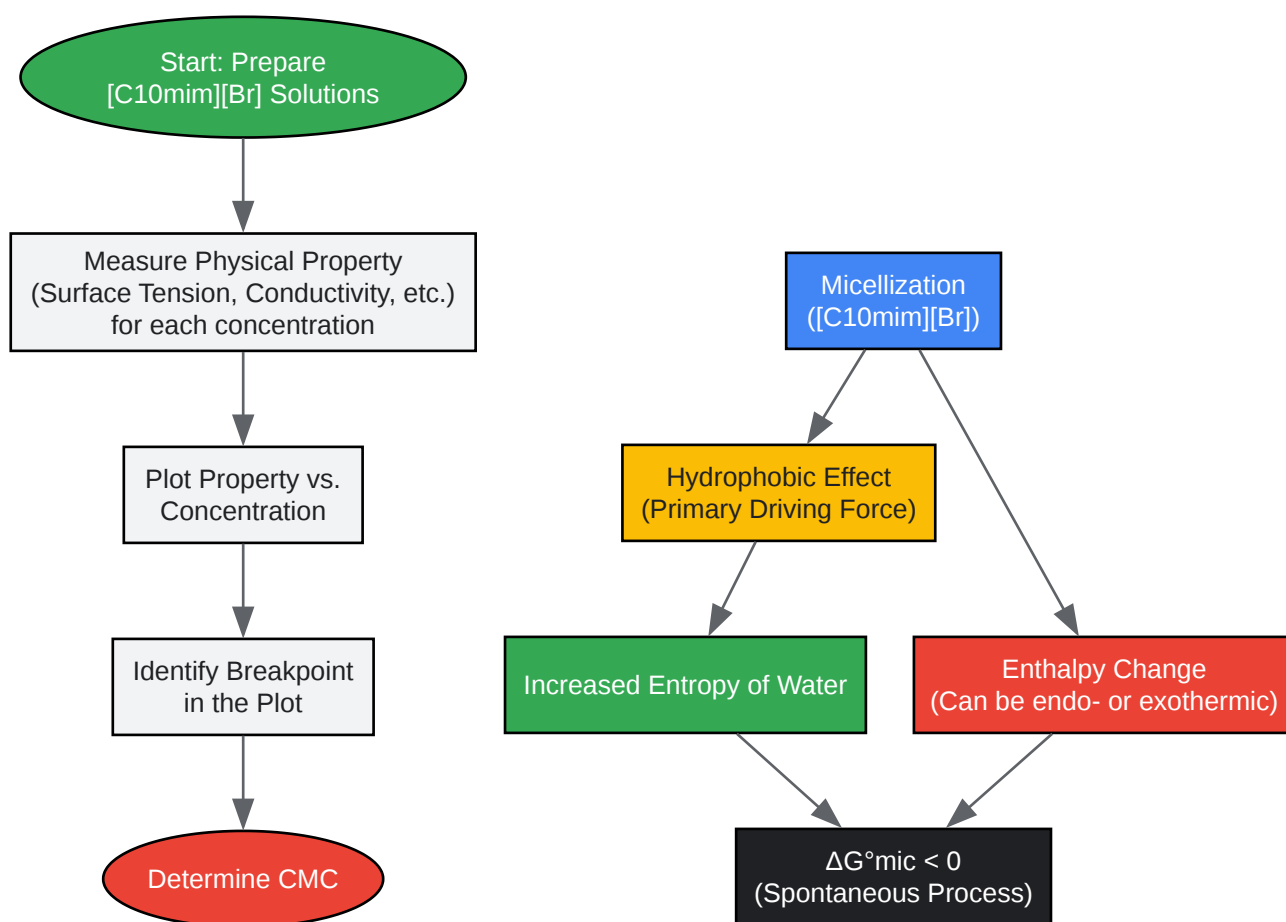 Start: Prepare
[C10mim][Br] Solutions
Measure Physical Property
(Surface Tension, Conductivity, etc.)
for each concentration
Plot Property vs.
Concentration
Identify Breakpoint
in the Plot
Determine CMC
Micellization
([C10mim][Br])
Hydrophobic Effect
(Primary Driving Force)
Increased Entropy of Water
Enthalpy Change
(Can be endo- or exothermic)
ΔG°mic < 0
(Spontaneous Process)